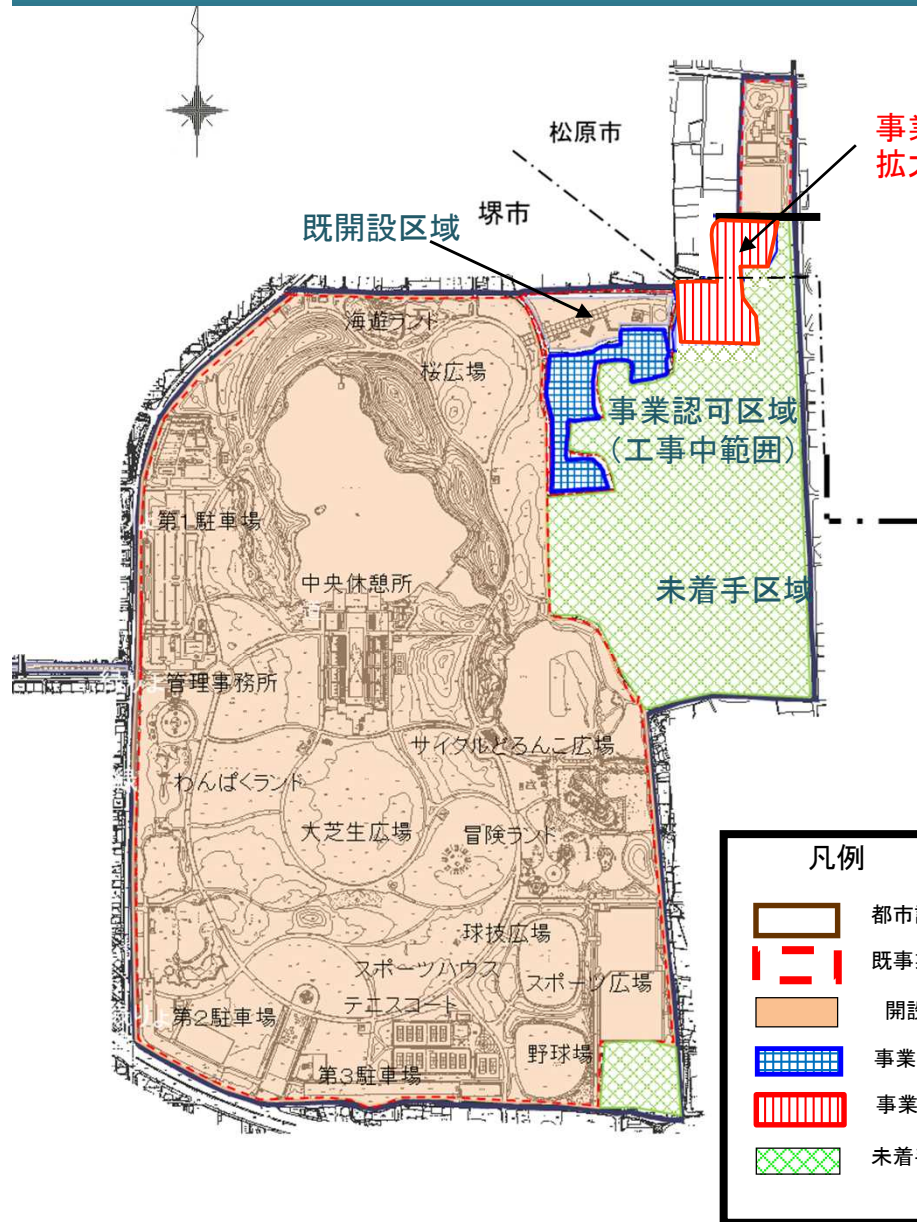 松原市
事業
拡大
堺市
既開設区域
海遊ランド
桜広場
事業認可区域
(工事中範囲)
第1駐車場
中央休憩所
未着手区域
管理事務所
サイクルどろんこ広場
わんぱくランド
大芝生広場
冒険ランド
球技広場
スポーツハウス
スポーツ広場
テニスコート
第2駐車場
野球場
第3駐車場
凡例
都市
既事
開設
事業
事業
未着